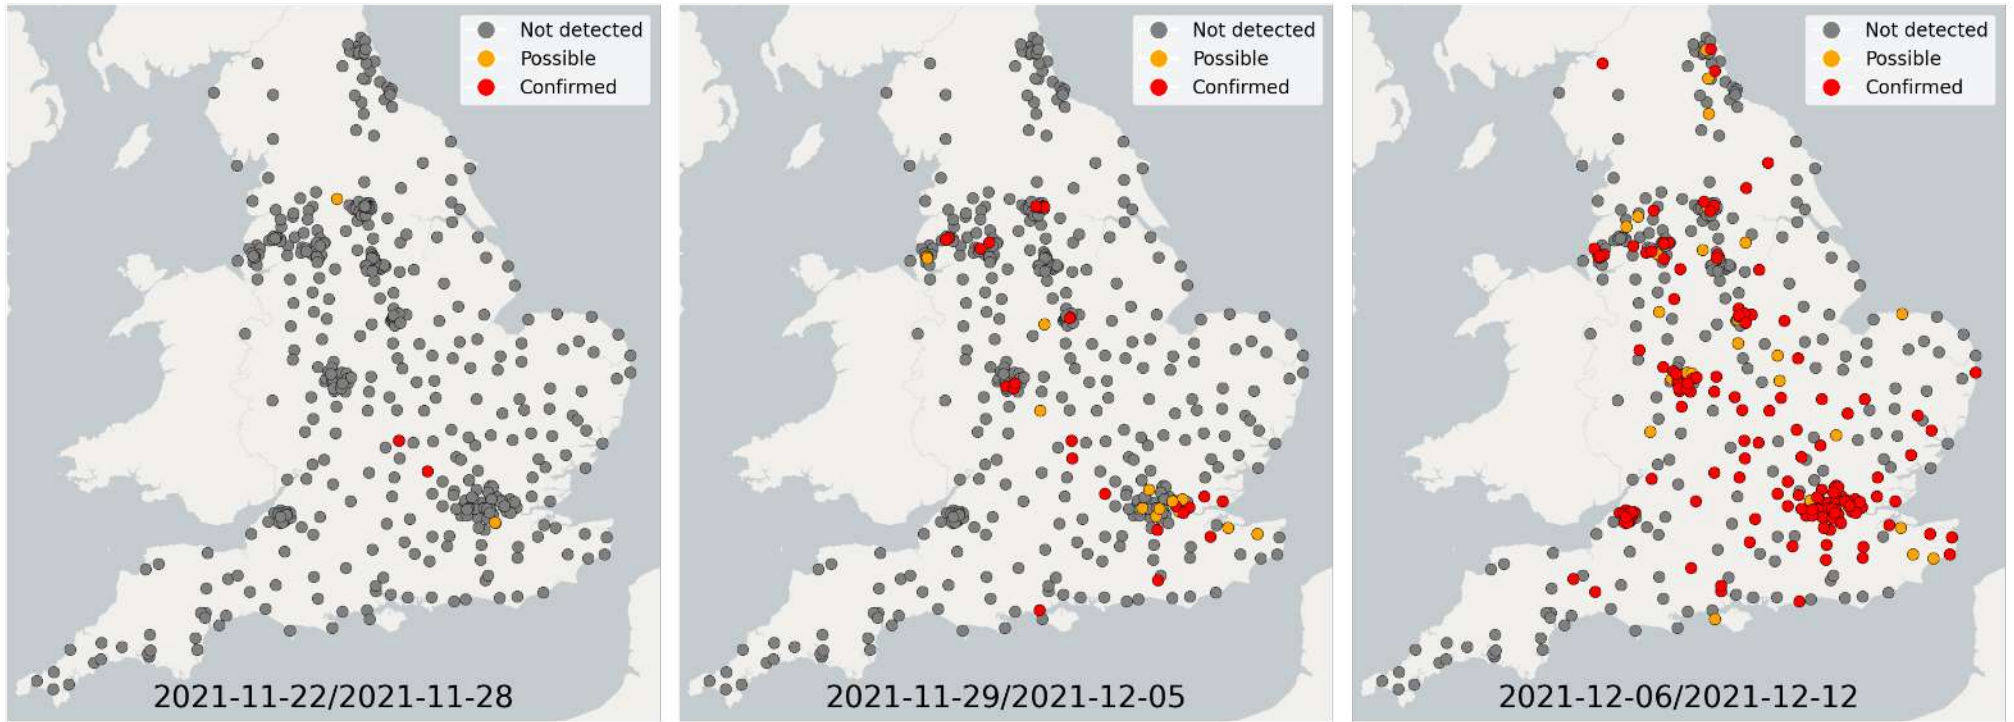 Not detected
Possible
Confirmed
2021-11-22/2021-11-28
Not detected
Possible
Confirmed
2021-11-29/2021-12-05
Not detected
Possible
Confirmed
2021-12-06/2021-12-12